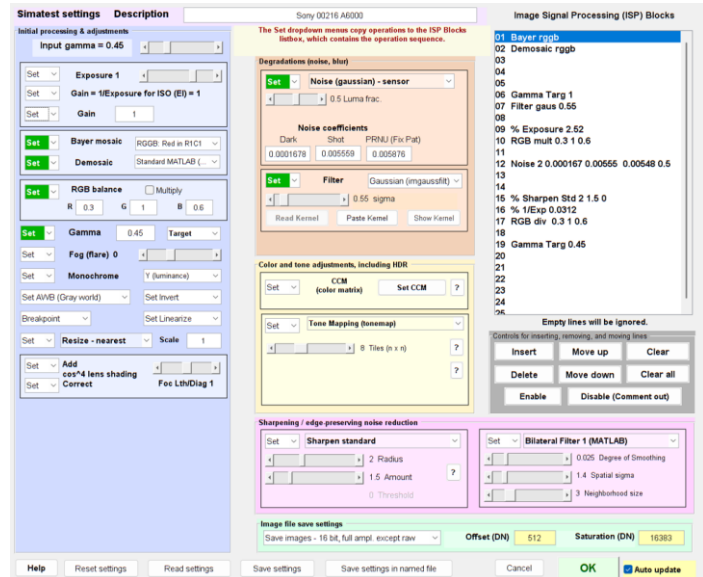 Simatest settings Description Sony 00216 A6000 Image Signal Processing (ISP) Blocks
Initial processing & adjustments
Input gamma = 0.45
Set Exposure 1
Set Gain = 1/Exposure for ISO (EI) = 1
Set Gain 1
Set Bayer mosaic RGGB: Red in R1C1
Set Demosaic Standard MATLAB (...
Set RGB balance Multiply
R 0.3 G 1 B 0.6
Set Gamma 0.45 Target
Set Fog (flare) 0
Set Monochrome Y (luminance)
Set AWB (Gray world) Set Invert
Breakpoint Set Linearize
Set Resize - nearest Scale 1
Set Add
cos^4 lens shading
Set Correct Foc Lth/Diag 1
The Set dropdown menus copy operations to the ISP Blocks
listbox, which contains the operation sequence.
Degradations (noise, blur)
Set Noise (gaussian) - sensor
0.5 Luma frac.
Noise coefficients
Dark Shot PRNU (Fix Pat)
0.0001678 0.005559 0.005876
Set Filter Gaussian (imgaussfilt)
0.55 sigma
Read Kernel Paste Kernel Show Kernel
Color and tone adjustments, including HDR
Set CCM
(color matrix) Set CCM ?
Set Tone Mapping (tonemap)
8 Tiles (n x n) ?
?
01 Bayer rggb
02 Demosaic rggb
03
04
05
06 Gamma Targ 1
07 Filter gaus 0.55
08
09 % Exposure 2.52
10 RGB mult 0.3 1 0.6
11
12 Noise 2 0.000167 0.00555 0.00548 0.5
13
14
15 % Sharpen Std 2 1.5 0
16 % 1/Exp 0.0312
17 RGB div 0.3 1 0.6
18
19 Gamma Targ 0.45
20
21
22
23
24
25
Empty lines will be ignored.
Controls for inserting, removing, and moving lines
Insert Move up Clear
Delete Move down Clear all
Enable Disable (Comment out)
Sharpening / edge-preserving noise reduction
Set Sharpen standard
2 Radius
1.5 Amount ?
0 Threshold
Set Bilateral Filter 1 (MATLAB)
0.025 Degree of Smoothing
1.4 Spatial sigma
3 Neighborhood size
Image file save settings
Save images - 16 bit, full ampl. except raw Offset (DN) 512 Saturation (DN) 16383
Help Reset settings Read settings Save settings Save settings in named file Cancel OK Auto update